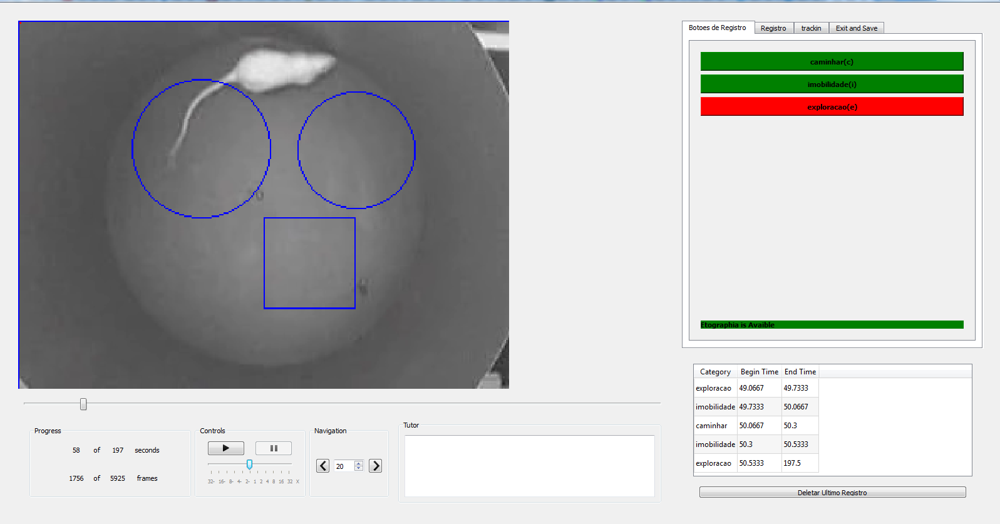 Botoes de Registro Registro trackin Exit and Save
caminhar(c)
imobilidade(i)
exploracao(e)
Etographia is Avaible
Category Begin Time End Time
exploracao 49.0667 49.7333
imobilidade 49.7333 50.0667
caminhar 50.0667 50.3
imobilidade 50.3 50.5333
exploracao 50.5333 197.5
Deletar Ultimo Registro
Progress
58 of 197 seconds
1756 of 5925 frames
Controls
32- 16- 8- 4- 2- 1 2 4 8 16 32 X
Navigation
20
Tutor